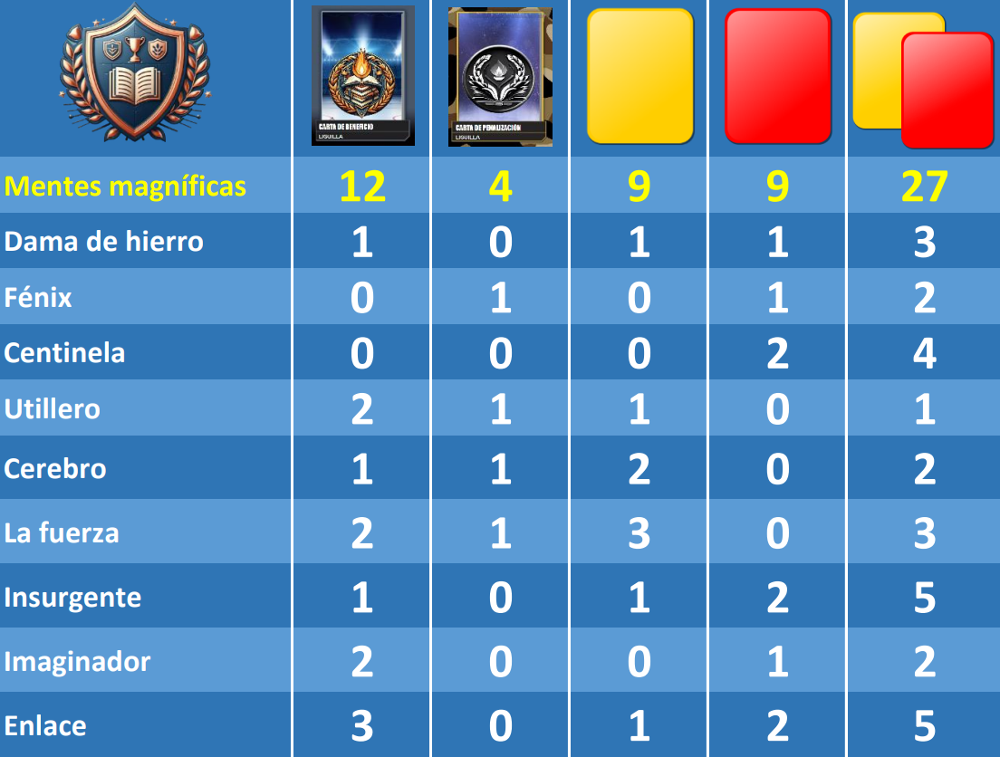 CARTA DE BENEFICIO
LIGUILLA
CARTA DE PENALIZACIÓN
LIGUILLA
Mentes magníficas 12 4 9 9 27
Dama de hierro 1 0 1 1 3
Fénix 0 1 0 1 2
Centinela 0 0 0 2 4
Utillero 2 1 1 0 1
Cerebro 1 1 2 0 2
La fuerza 2 1 3 0 3
Insurgente 1 0 1 2 5
Imaginador 2 0 0 1 2
Enlace 3 0 1 2 5